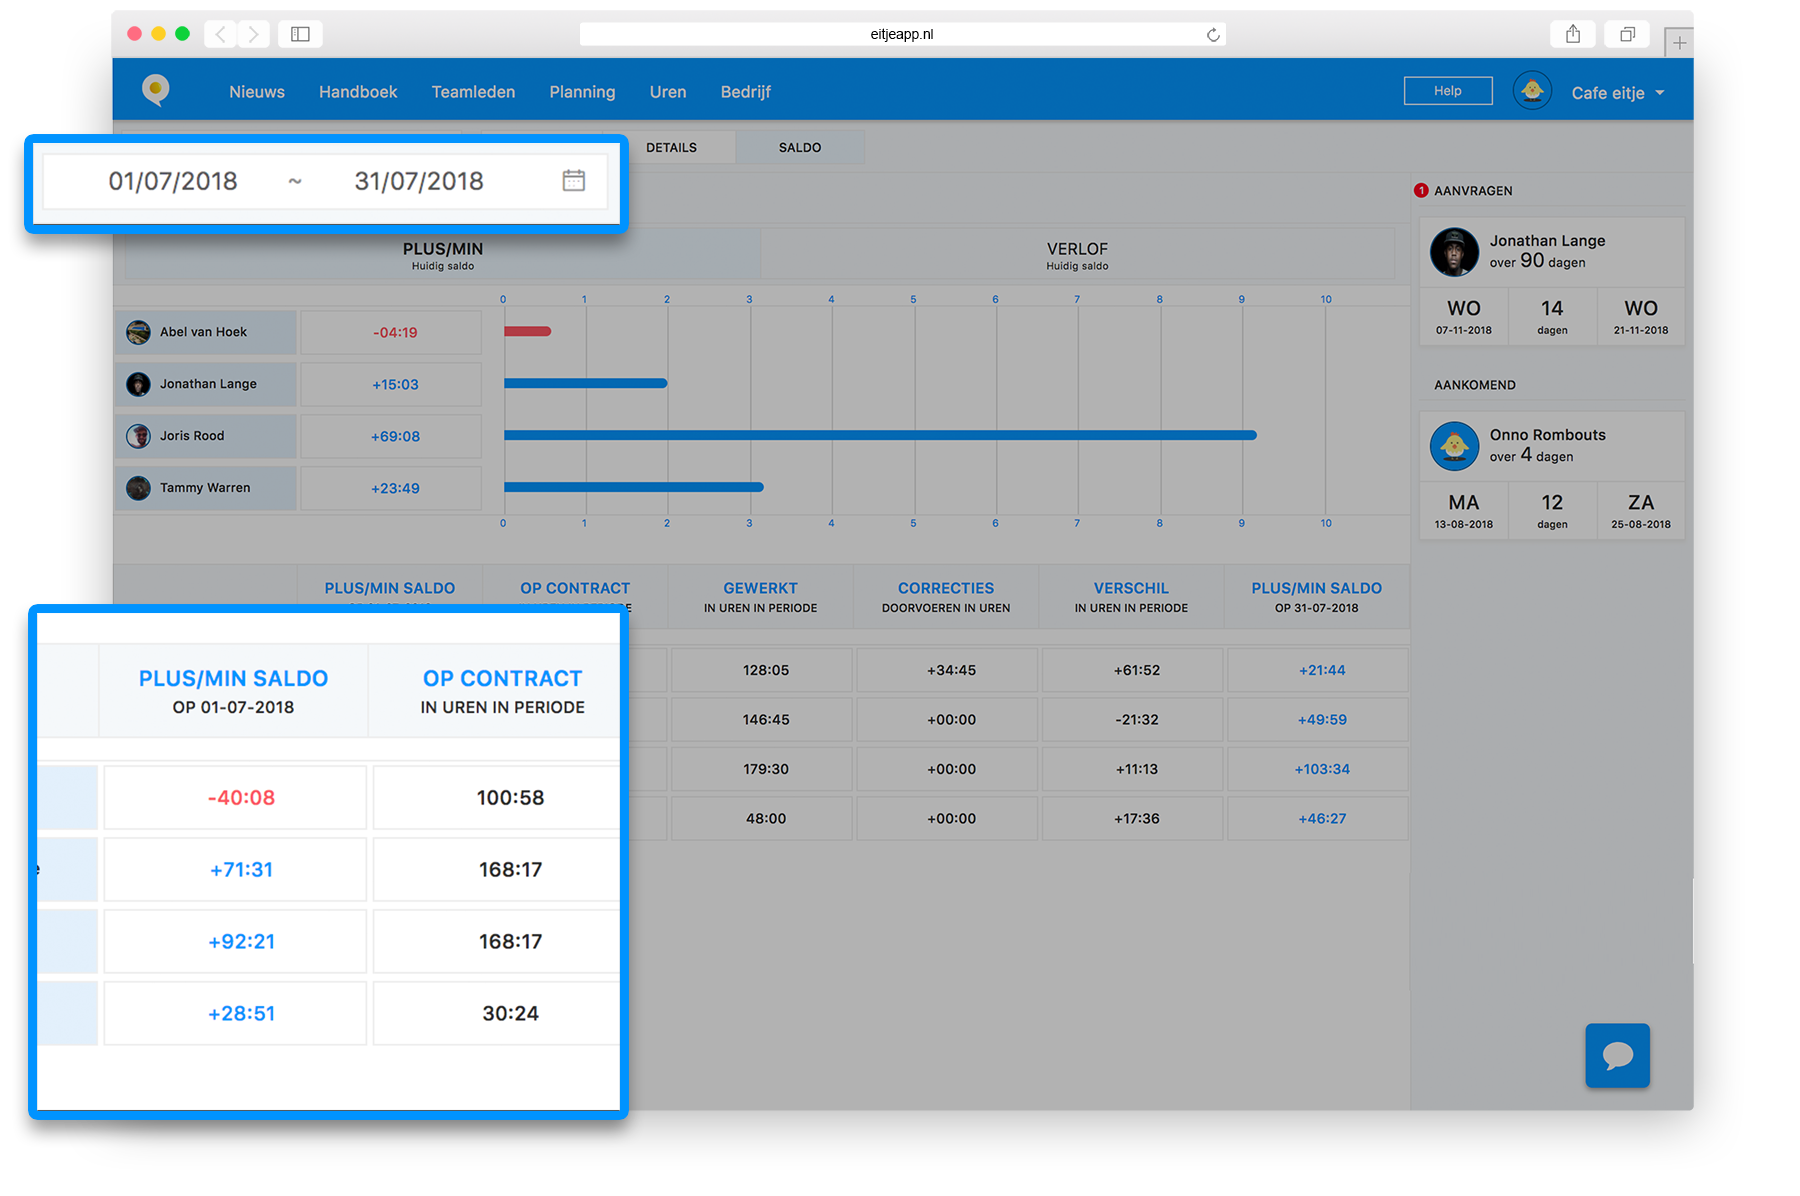 eitjeapp.nl
Nieuws Handboek Teamleden Planning Uren Bedrijf Help Cafe eitje
DETAILS SALDO
01/07/2018 ~ 31/07/2018
PLUS/MIN
Huidig saldo
VERLOF
Huidig saldo
0 1 2 3 4 5 6 7 8 9 10
Abel van Hoek -04:19
Jonathan Lange +15:03
Joris Rood +69:08
Tammy Warren +23:49
0 1 2 3 4 5 6 7 8 9 10
1 AANVRAGEN
Jonathan Lange
over 90 dagen
WO 14 WO
07-11-2018 dagen 21-11-2018
AANKOMEND
Onno Rombouts
over 4 dagen
MA 12 ZA
13-08-2018 dagen 25-08-2018
PLUS/MIN SALDO OP CONTRACT GEWERKT CORRECTIES VERSCHIL PLUS/MIN SALDO
IN UREN IN PERIODE DOORVOEREN IN UREN IN UREN IN PERIODE OP 31-07-2018
128:05 +34:45 +61:52 +21:44
146:45 +00:00 -21:32 +49:59
179:30 +00:00 +11:13 +103:34
48:00 +00:00 +17:36 +46:27
PLUS/MIN SALDO OP CONTRACT
OP 01-07-2018 IN UREN IN PERIODE
-40:08 100:58
+71:31 168:17
+92:21 168:17
+28:51 30:24